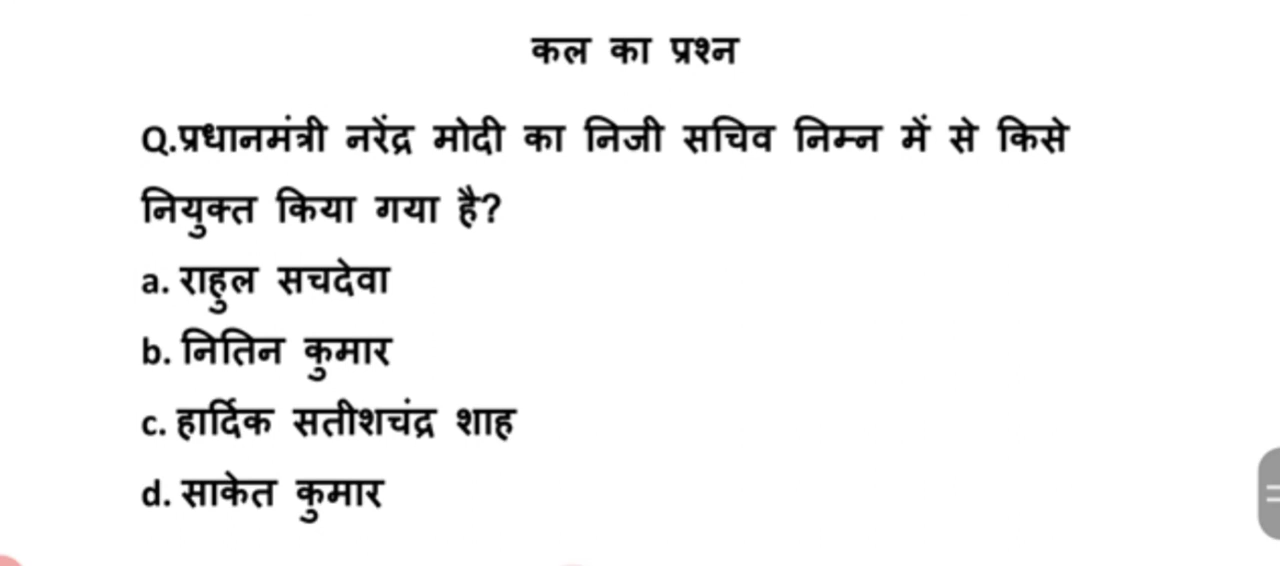 कल का प्रश्न
Q.प्रधानमंत्री नरेंद्र मोदी का निजी सचिव निम्न में से किसे
नियुक्त किया गया है?
a. राहुल सचदेवा
b. नितिन कुमार
c. हार्दिक सतीशचंद्र शाह
d. साकेत कुमार